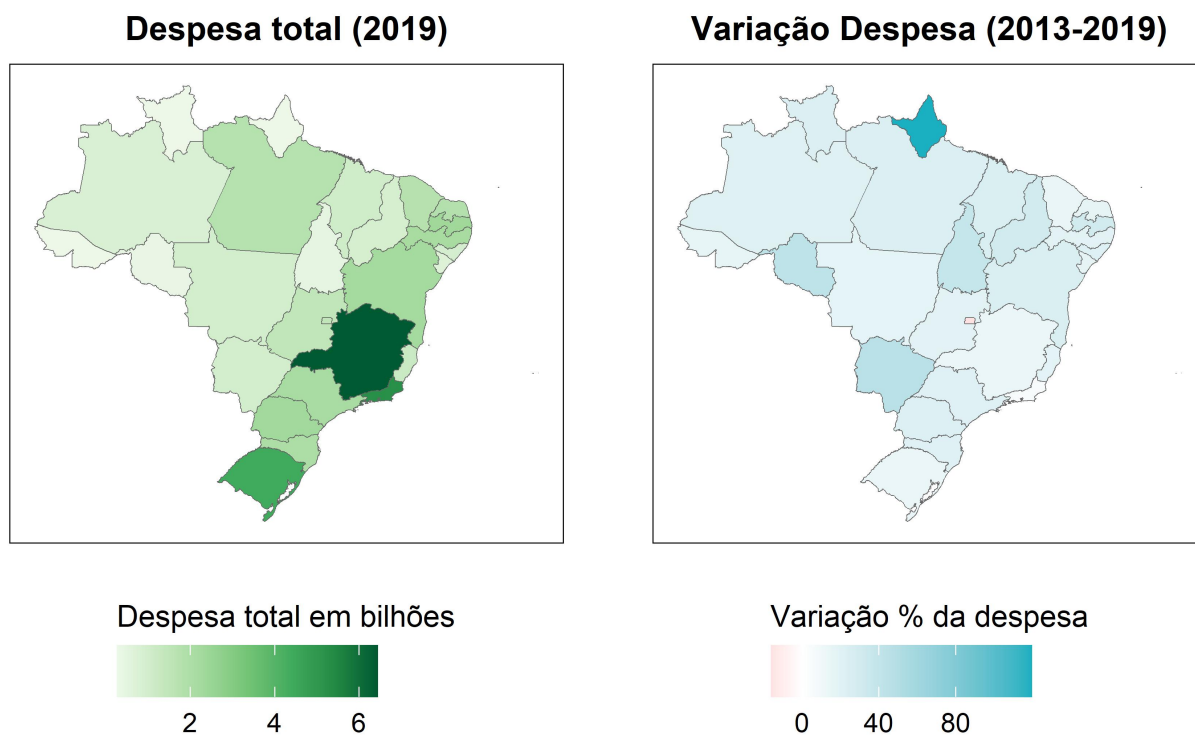 Despesa total (2019)
Variação Despesa (2013-2019)
Despesa total em bilhões
2 4 6
Variação % da despesa
0 40 80